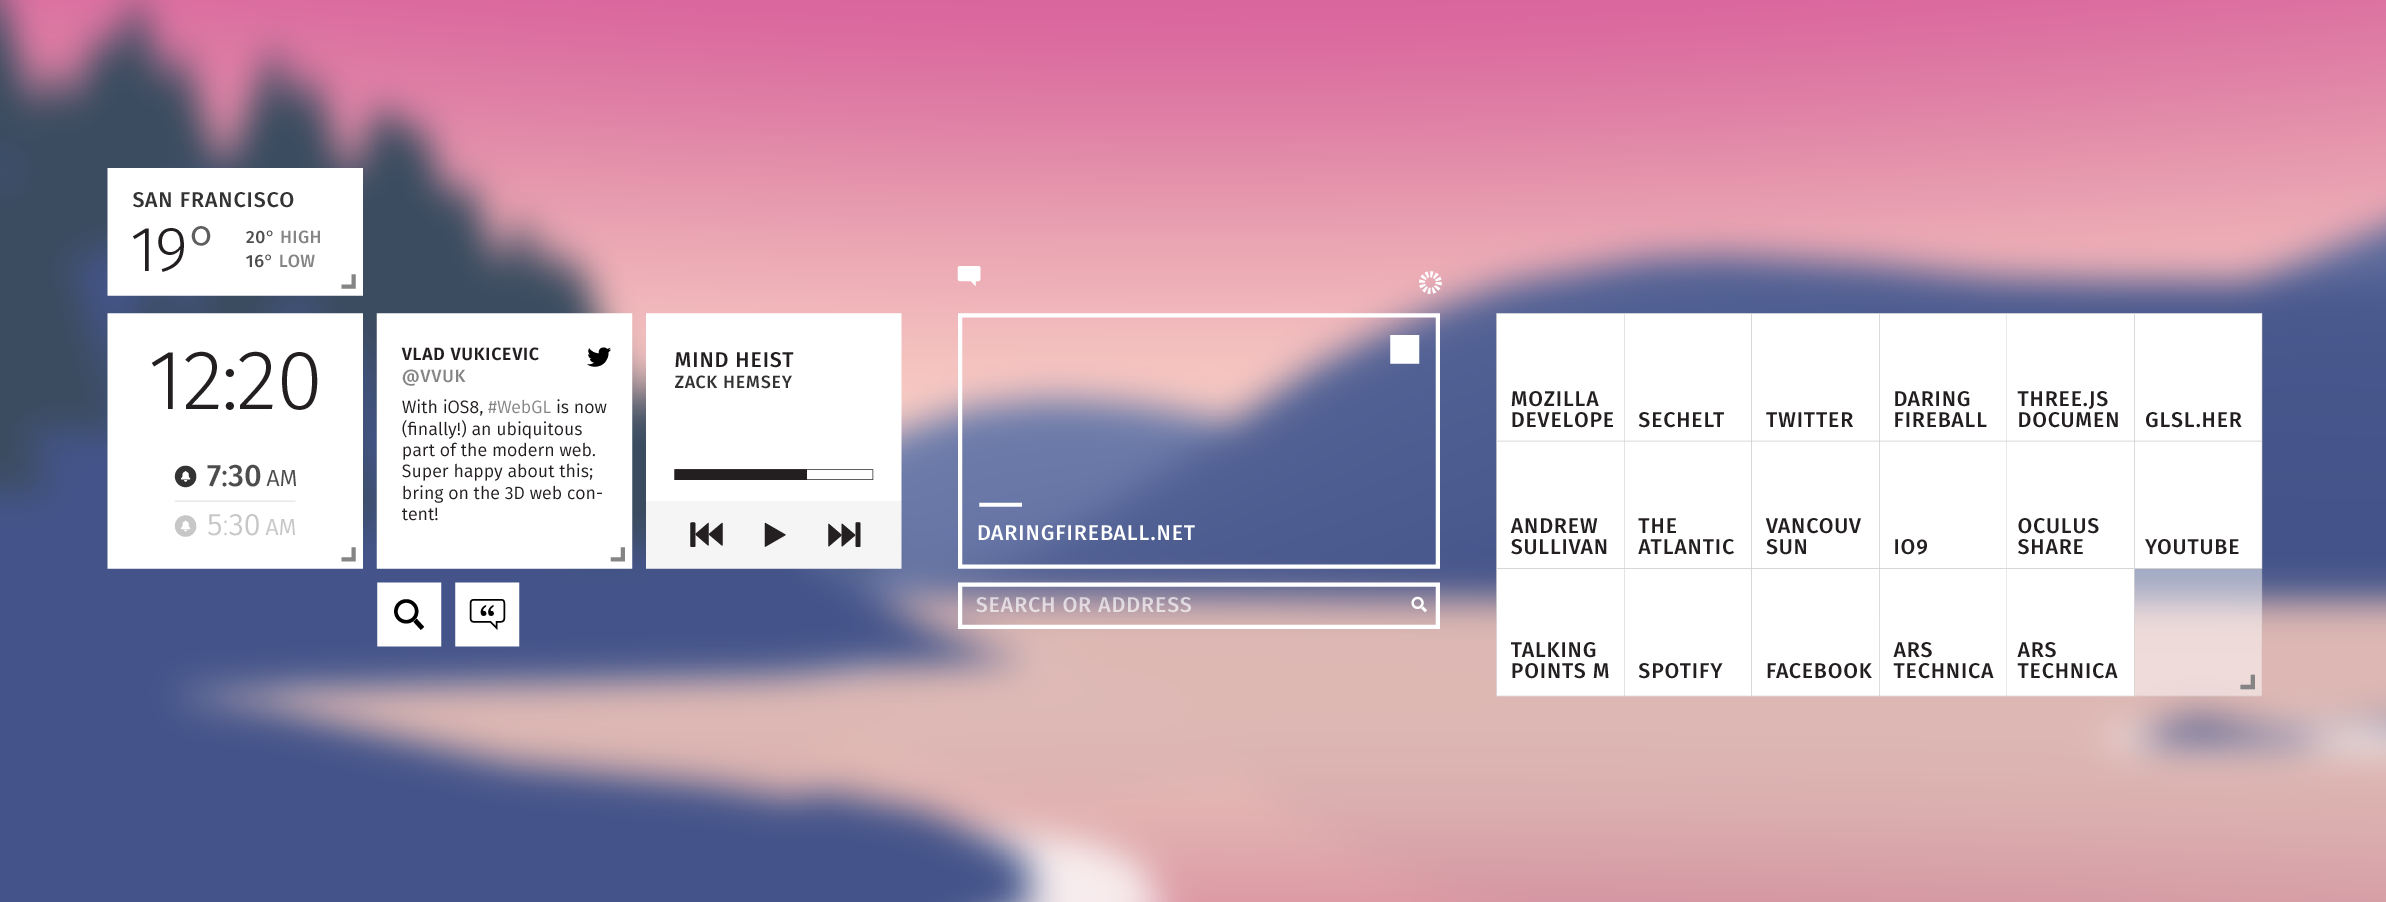 SAN FRANCISCO
19°
20° HIGH
16° LOW
12:20
7:30 AM
5:30 AM
VLAD VUKICEVIC
@VVUK
With iOS8, #WebGL is now
(finally!) an ubiquitous
part of the modern web.
Super happy about this;
bring on the 3D web con-
tent!
MIND HEIST
ZACK HEMSEY
DARINGFIREBALL.NET
SEARCH OR ADDRESS
MOZILLA
DEVELOPE
SECHELT
TWITTER
DARING
FIREBALL
THREE.JS
DOCUMEN
GLSL.HER
ANDREW
SULLIVAN
THE
ATLANTIC
VANCOUV
SUN
IO9
OCULUS
SHARE
YOUTUBE
TALKING
POINTS M
SPOTIFY
FACEBOOK
ARS
TECHNICA
ARS
TECHNICA